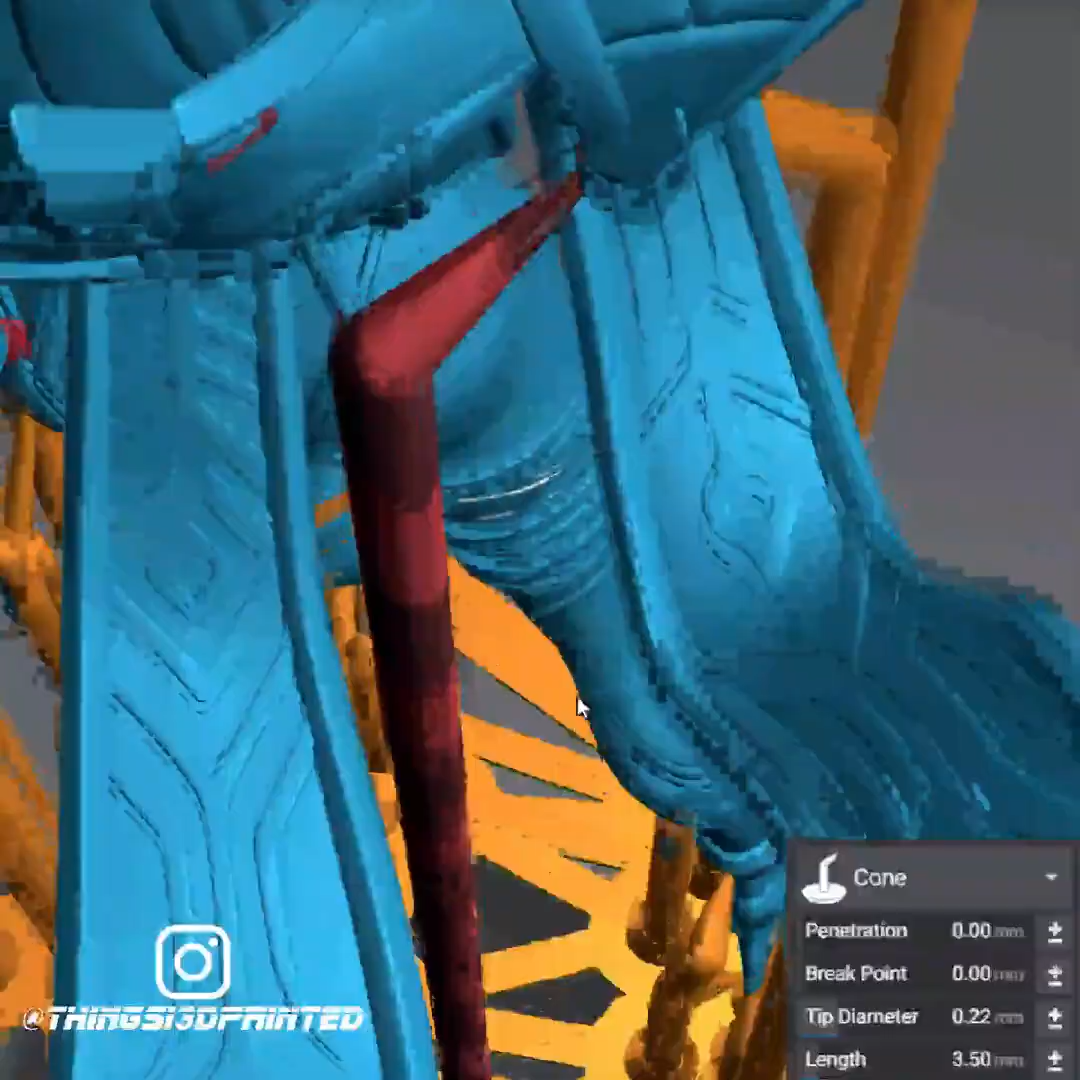 Cone
Penetration 0.00 mm
Break Point 0.00 mm
Tip Diameter 0.22 mm
Length 3.50 mm
@THINGSI3DPRINTED